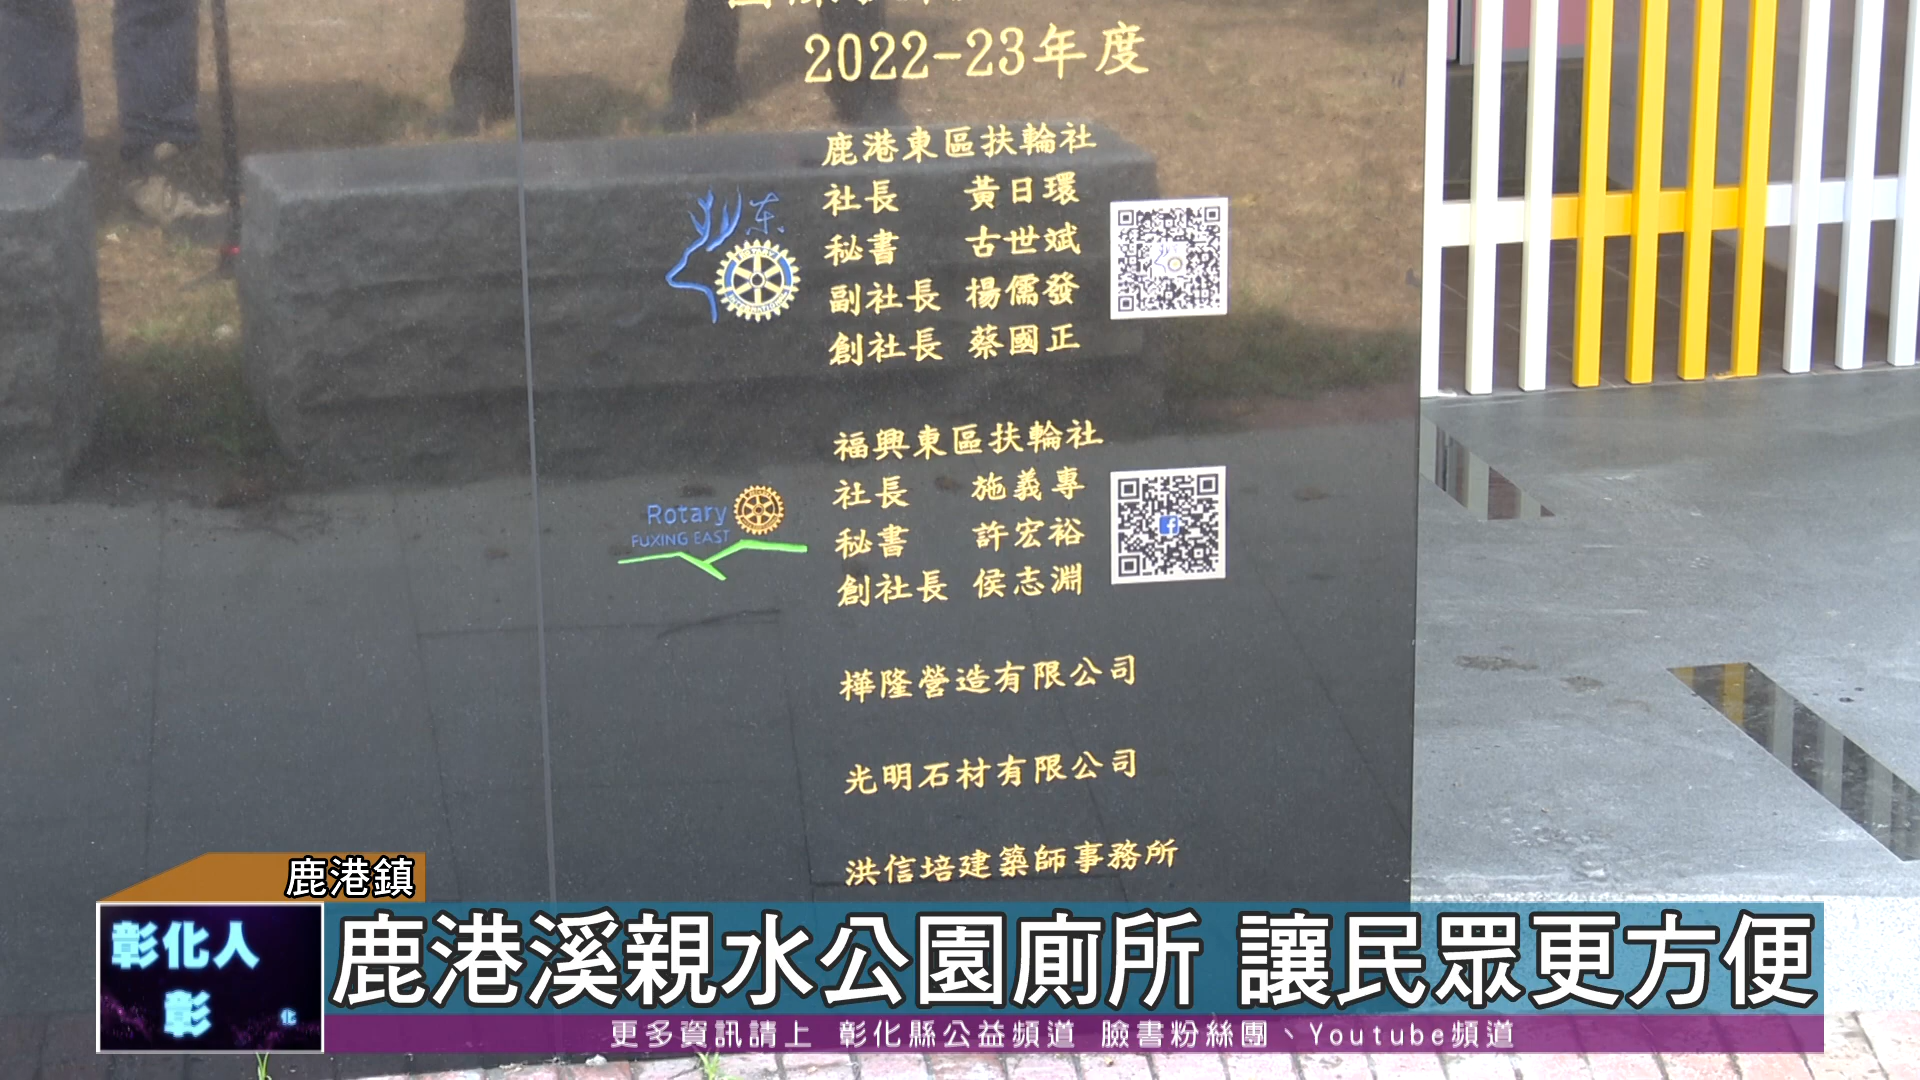 2022-23年度
鹿港東區扶輪社
社長 黃日環
秘書 古世斌
副社長 楊儒發
創社長 蔡國正
东
福興東區扶輪社
社長 施義專
秘書 許宏裕
創社長 侯志淵
Rotary
FUXING EAST
樺隆營造有限公司
光明石材有限公司
洪信培建築師事務所
鹿港鎮
彰化人
彰 化
鹿港溪親水公園廁所 讓民眾更方便
更多資訊請上 彰化縣公益頻道 臉書粉絲團、Youtube頻道